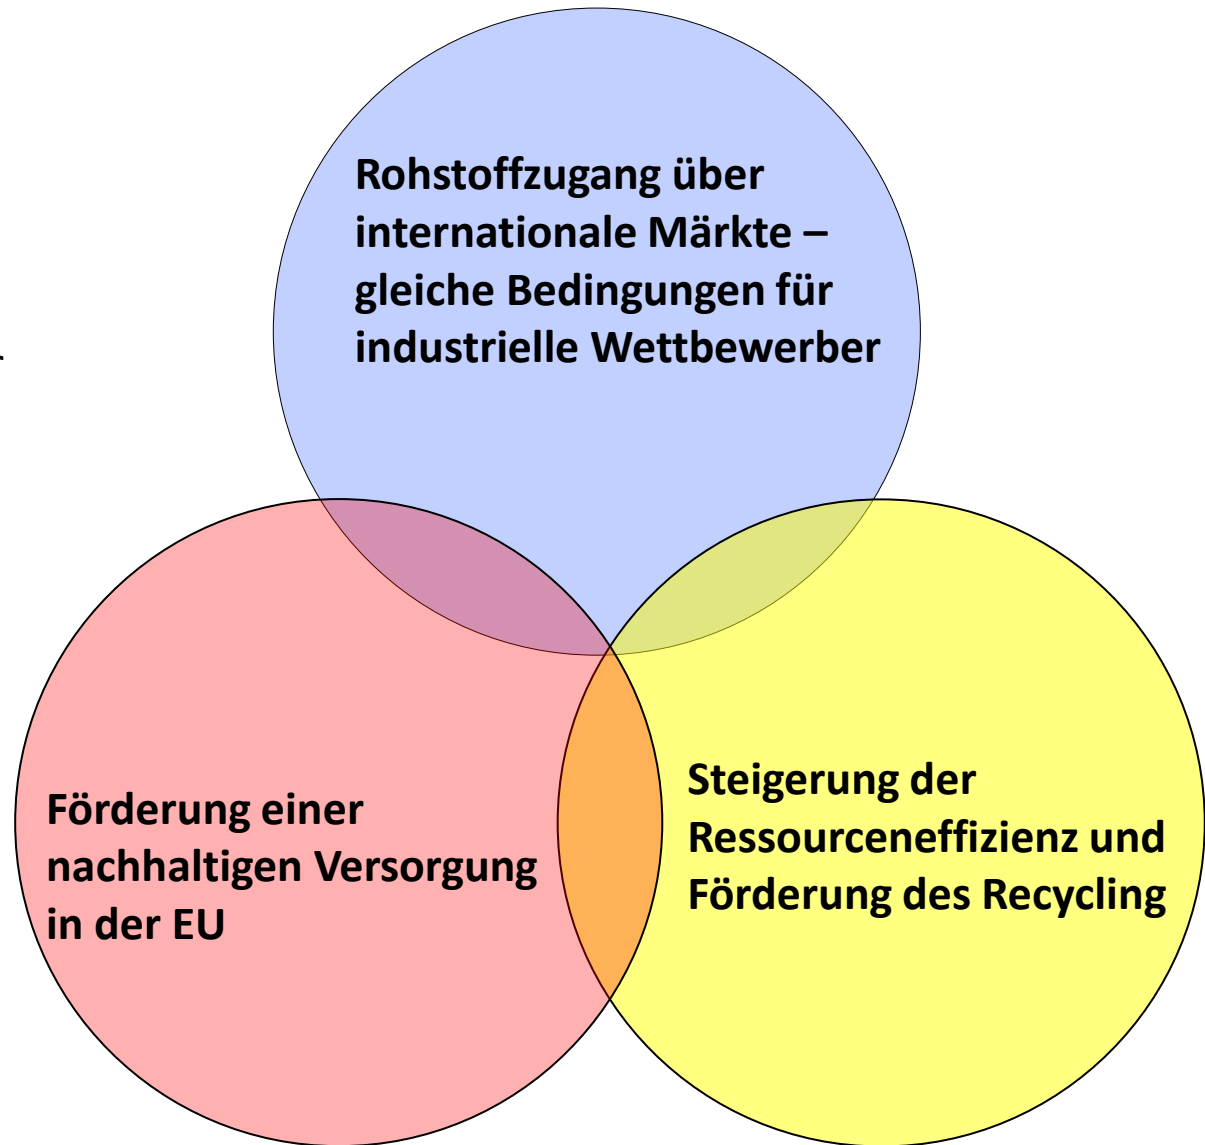 Rohstoffzugang über
internationale Märkte –
gleiche Bedingungen für
industrielle Wettbewerber
Förderung einer
nachhaltigen Versorgung
in der EU
Steigerung der
Ressourceneffizienz und
Förderung des Recycling